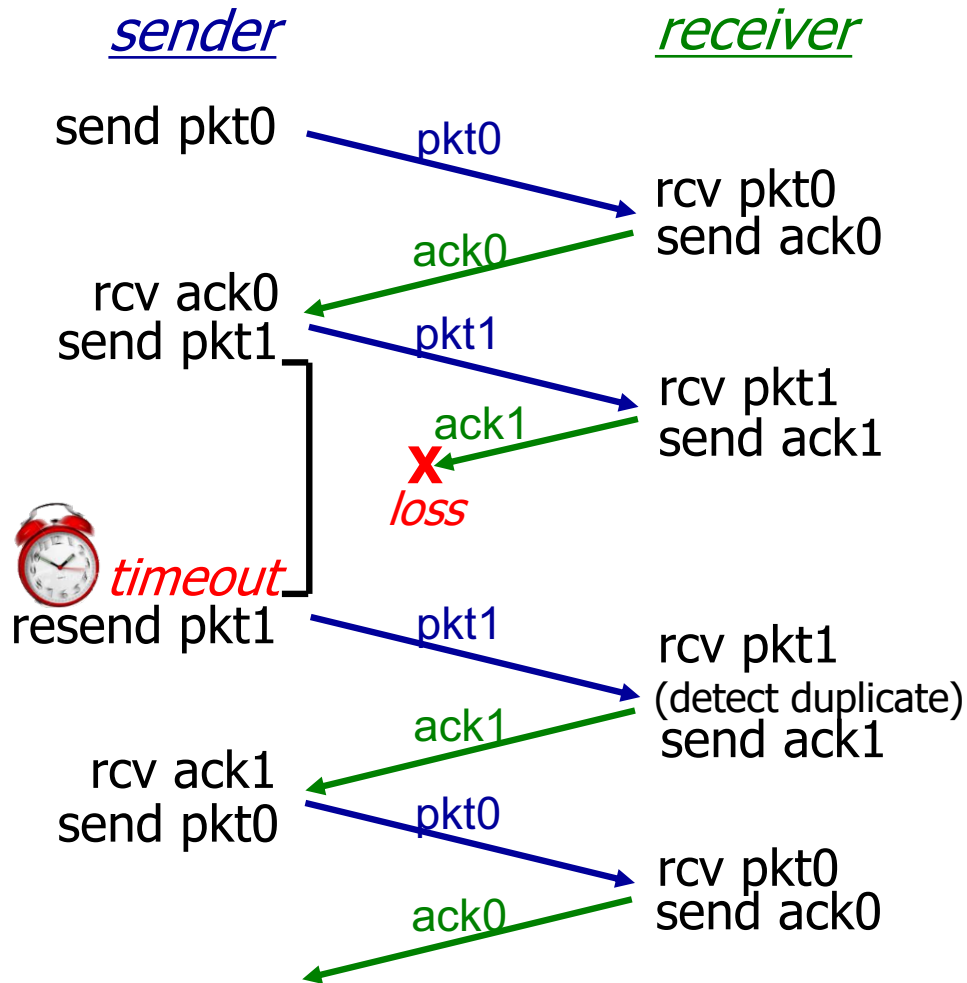 sender
receiver
send pkt0
pkt0
rcv pkt0
send ack0
ack0
rcv ack0
send pkt1
pkt1
rcv pkt1
send ack1
ack1
X
loss
timeout
resend pkt1
pkt1
rcv pkt1
(detect duplicate)
send ack1
ack1
rcv ack1
send pkt0
pkt0
rcv pkt0
send ack0
ack0